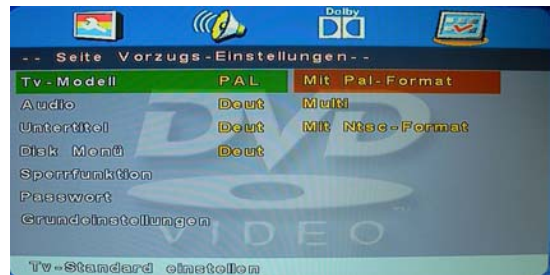 Dolby
-- Seite Vorzugs-Einstellungen--
Tv-Modell PAL Mit Pal-Format
Audio Deut Multi
Untertitel Deut Mit Ntsc-Format
Disk Menü Deut
Sperrfunktion
Passwort
Grundeinstellungen
DVD
VIDEO
Tv-Standard einstellen